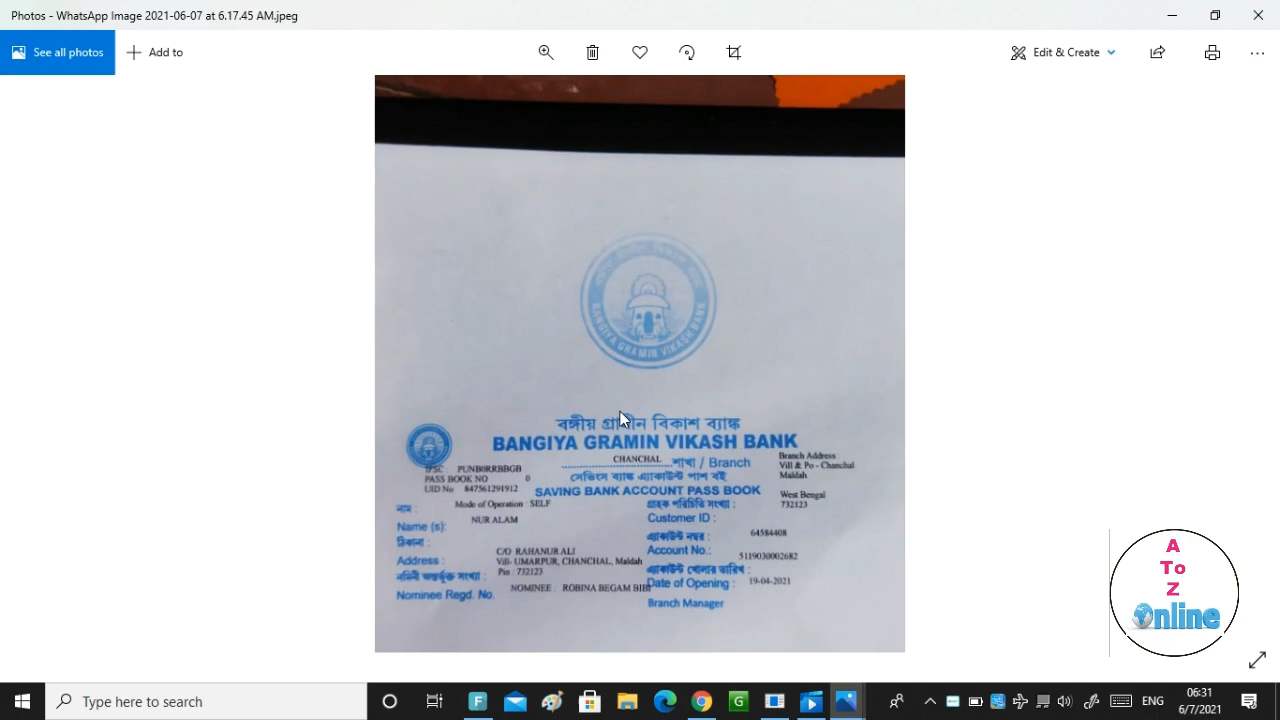 Photos - WhatsApp Image 2021-06-07 at 6.17.45 AM.jpeg
See all photos
Add to
Edit & Create
BANGIYA GRAMIN VIKASH BANK
বঙ্গীয় গ্রামীন বিকাশ ব্যাঙ্ক
BANGIYA GRAMIN VIKASH BANK
CHANCHAL শাখা / Branch
Branch Address
Vill & Po - Chanchal
Maldah
West Bengal
732123
IFSC : PUNB0RRBBGB
PASS BOOK NO 0
UID No 847561291912
সেভিংস ব্যাঙ্ক এ্যাকাউন্ট পাশ বই
SAVING BANK ACCOUNT PASS BOOK
Mode of Operation : SELF
নাম :
Name (s): NUR ALAM
ঠিকানা :
Address :
C/O RAHANUR ALI
Vill- UMARPUR, CHANCHAL, Maldah
Pin : 732123
নমিনী অন্তর্ভুক্ত সংখ্যা :
Nominee Regd. No.
NOMINEE : ROBINA BEGAM BIBI
গ্রাহক পরিচিতি সংখ্যা :
Customer ID :
64584408
এ্যাকাউন্ট নম্বর :
Account No.:
5119030002682
এ্যাকাউন্ট খোলার তারিখ :
Date of Opening : 19-04-2021
Branch Manager
A
To
Z
Online
Type here to search
ENG
06:31
6/7/2021